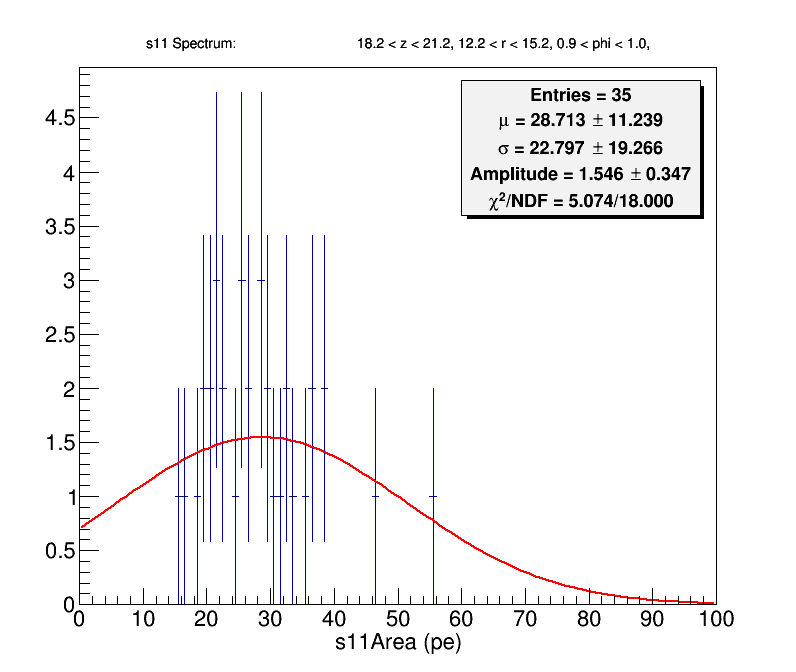 s11 Spectrum: 18.2 < z < 21.2, 12.2 < r < 15.2, 0.9 < phi < 1.0,
Entries = 35
μ = 28.713 ± 11.239
σ = 22.797 ± 19.266
Amplitude = 1.546 ± 0.347
χ²/NDF = 5.074/18.000
4.5
4
3.5
3
2.5
2
1.5
1
0.5
0
0 10 20 30 40 50 60 70 80 90 100
s11Area (pe)